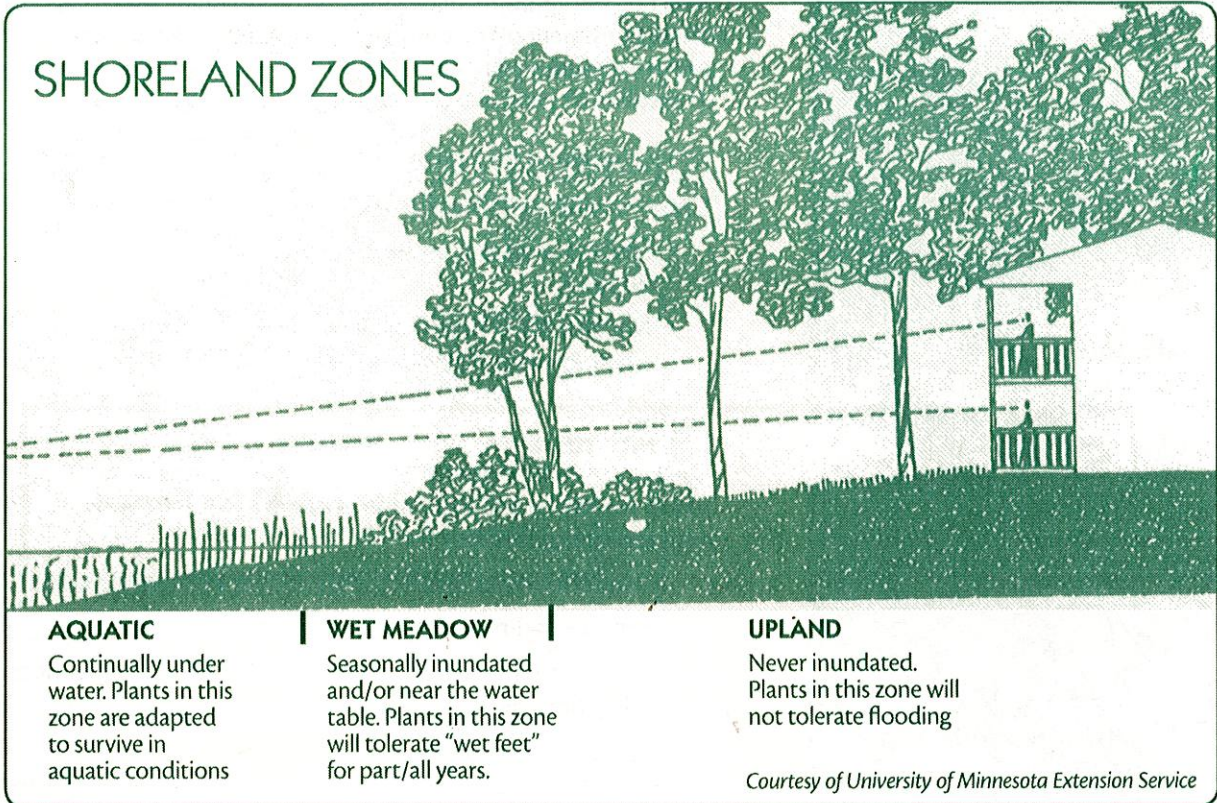 SHORELAND ZONES
AQUATIC
Continually under
water. Plants in this
zone are adapted
to survive in
aquatic conditions
WET MEADOW
Seasonally inundated
and/or near the water
table. Plants in this zone
will tolerate “wet feet”
for part/all years.
UPLAND
Never inundated.
Plants in this zone will
not tolerate flooding
Courtesy of University of Minnesota Extension Service